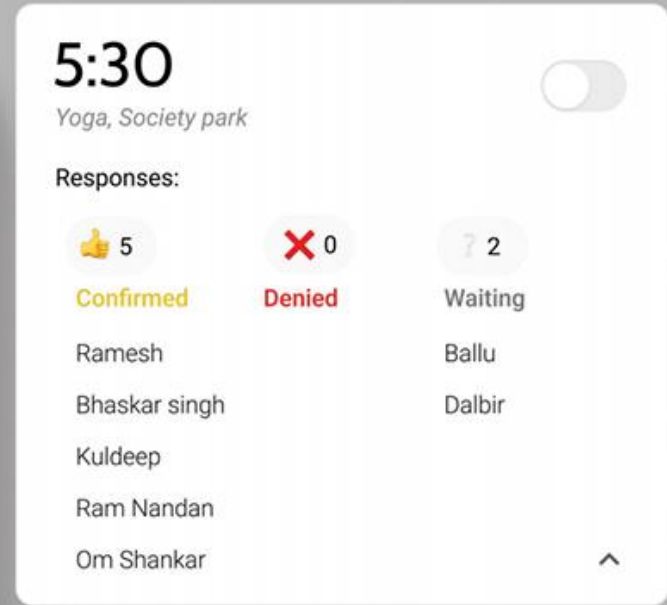 5:30
Yoga, Society park
Responses:
👍 5 ❌ 0 ❔ 2
Confirmed Denied Waiting
Ramesh Ballu
Bhaskar singh Dalbir
Kuldeep
Ram Nandan
Om Shankar